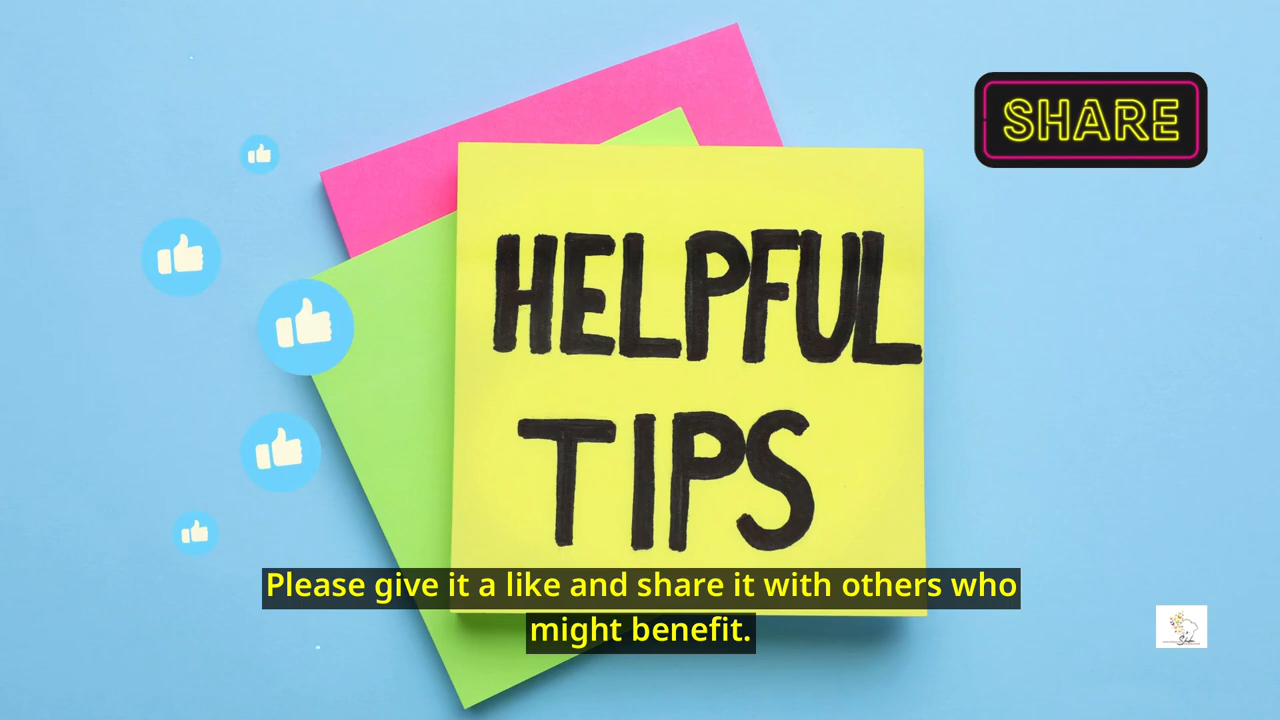 SHARE
HELPFUL
TIPS
Please give it a like and share it with others who
might benefit.